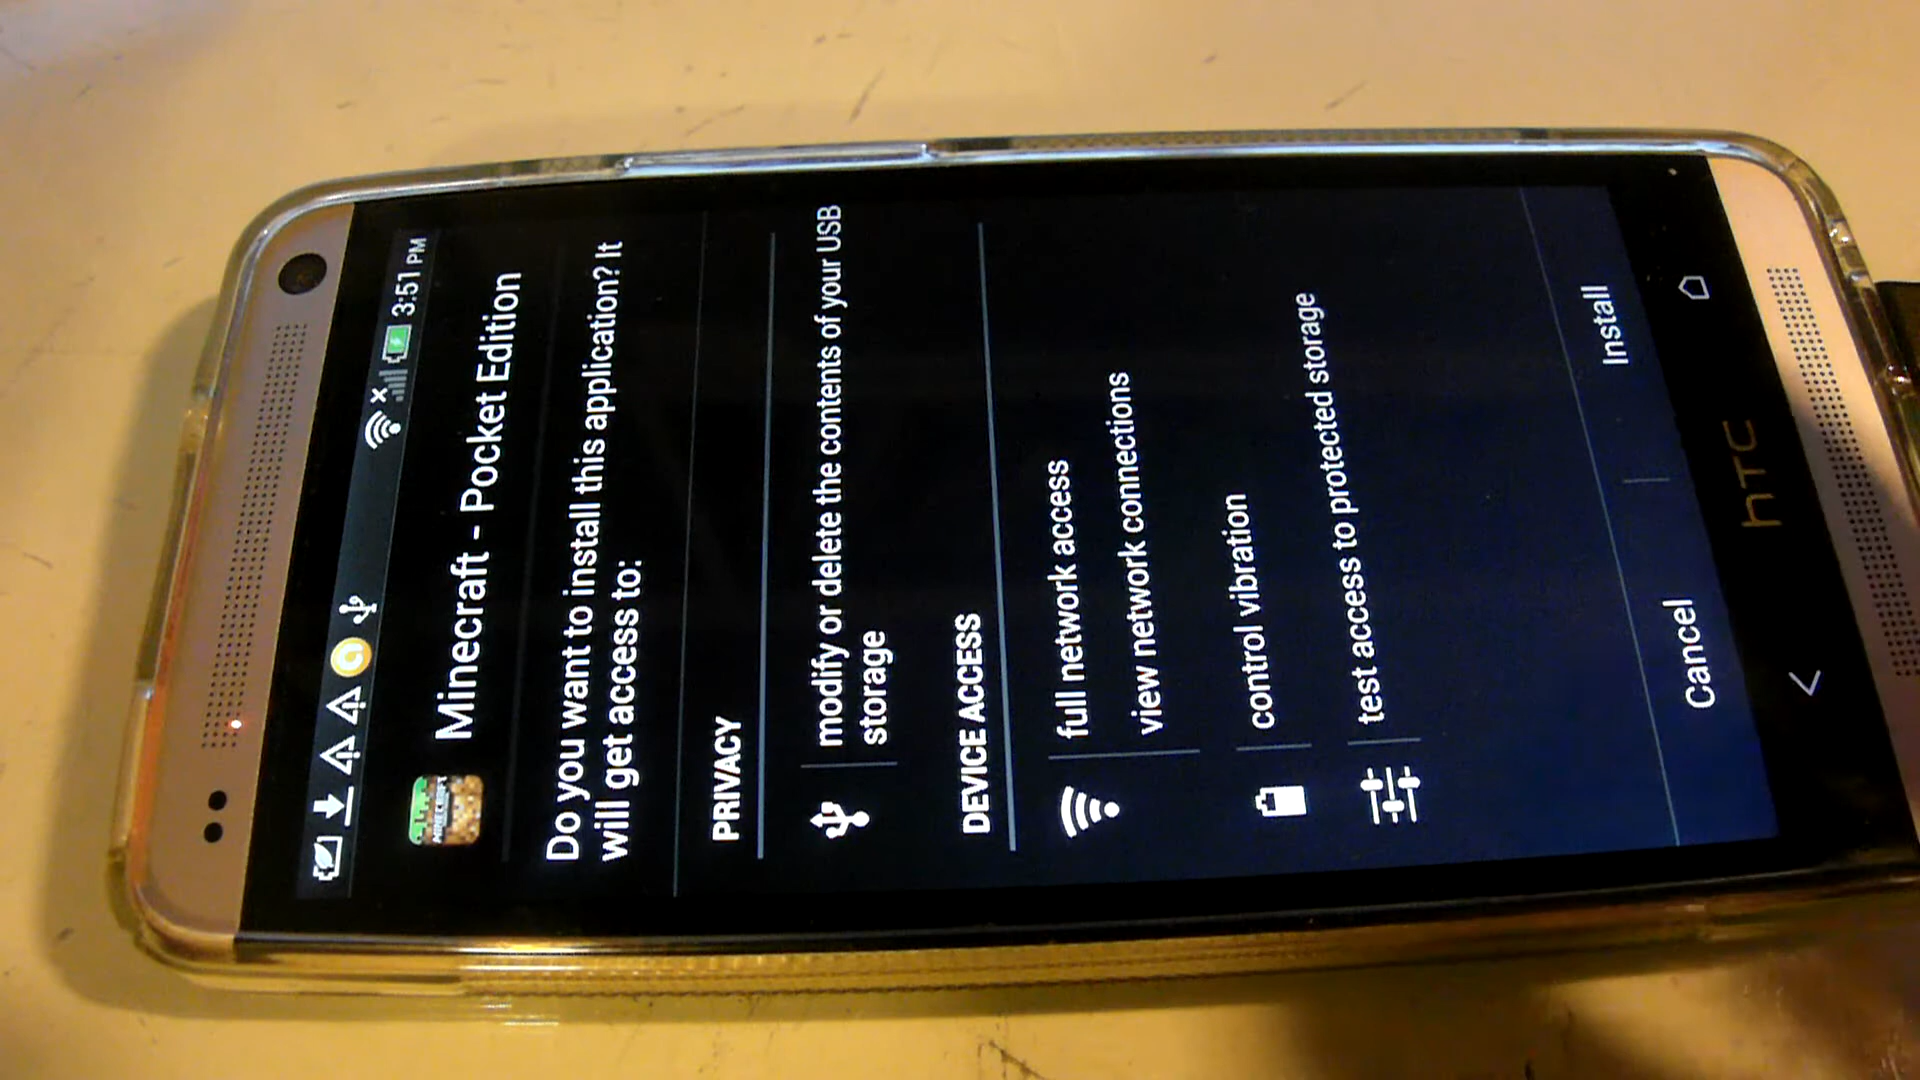 3:51 PM
MINECRAFT
Minecraft - Pocket Edition
Do you want to install this application? It
will get access to:
PRIVACY
modify or delete the contents of your USB
storage
DEVICE ACCESS
full network access
view network connections
control vibration
test access to protected storage
Cancel
Install
hTC